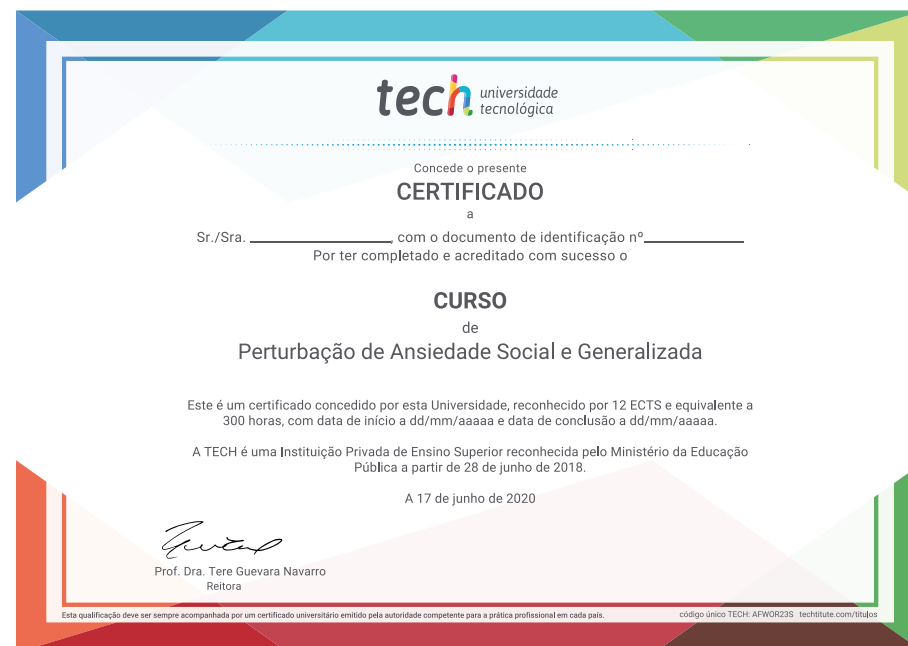 tech universidade
tecnológica
Concede o presente
CERTIFICADO
a
Sr./Sra. , com o documento de identificação nº
Por ter completado e acreditado com sucesso o
CURSO
de
Perturbação de Ansiedade Social e Generalizada
Este é um certificado concedido por esta Universidade, reconhecido por 12 ECTS e equivalente a
300 horas, com data de início a dd/mm/aaaaa e data de conclusão a dd/mm/aaaaa.
A TECH é uma Instituição Privada de Ensino Superior reconhecida pelo Ministério da Educação
Pública a partir de 28 de junho de 2018.
A 17 de junho de 2020
Prof. Dra. Tere Guevara Navarro
Reitora
Esta qualificação deve ser sempre acompanhada por um certificado universitário emitido pela autoridade competente para a prática profissional em cada país. código único TECH: AFWOR23S techtitute.com/titulos